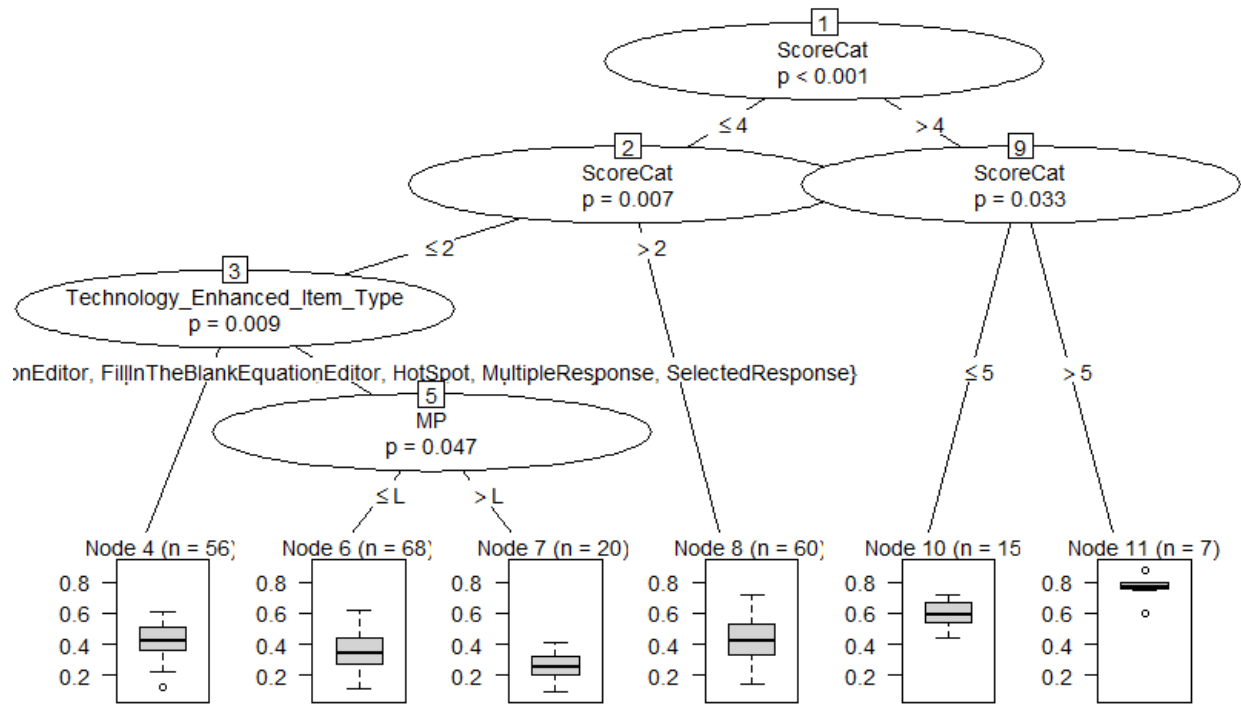 1
ScoreCat
p < 0.001
≤ 4
> 4
2
ScoreCat
p = 0.007
9
ScoreCat
p = 0.033
≤ 2
> 2
3
Technology_Enhanced_Item_Type
p = 0.009
onEditor, FillInTheBlankEquationEditor, HotSpot, MultipleResponse, SelectedResponse}
≤ 5
> 5
5
MP
p = 0.047
≤ L
> L
Node 4 (n = 56)
Node 6 (n = 68)
Node 7 (n = 20)
Node 8 (n = 60)
Node 10 (n = 15
Node 11 (n = 7)
0.8
0.6
0.4
0.2
0.8
0.6
0.4
0.2
0.8
0.6
0.4
0.2
0.8
0.6
0.4
0.2
0.8
0.6
0.4
0.2
0.8
0.6
0.4
0.2